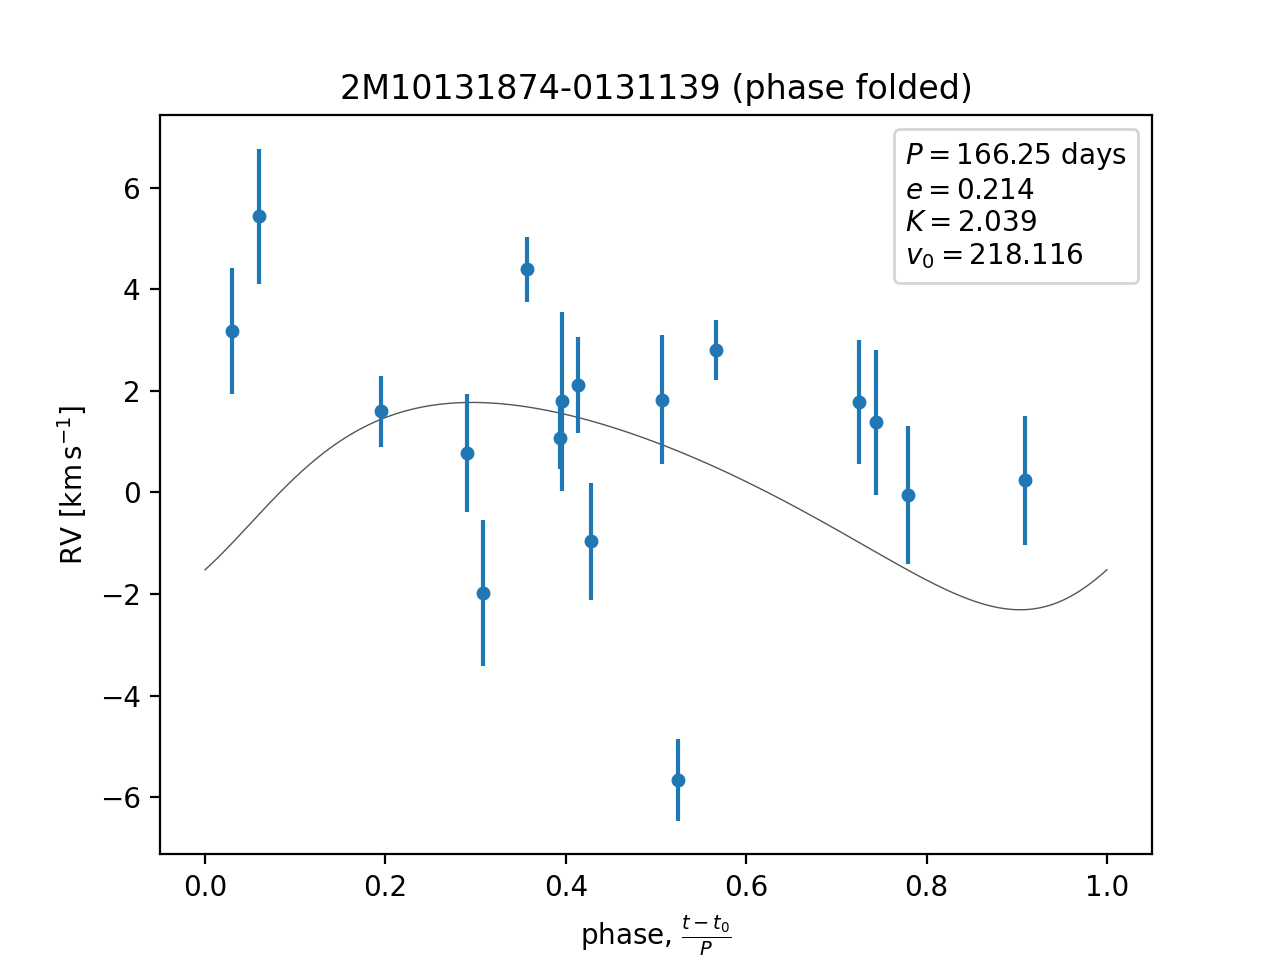 2M10131874-0131139 (phase folded)
P = 166.25 days
e = 0.214
K = 2.039
v₀ = 218.116
RV [km s⁻¹]
6
4
2
0
−2
−4
−6
0.0 0.2 0.4 0.6 0.8 1.0
phase, (t − t₀)/P